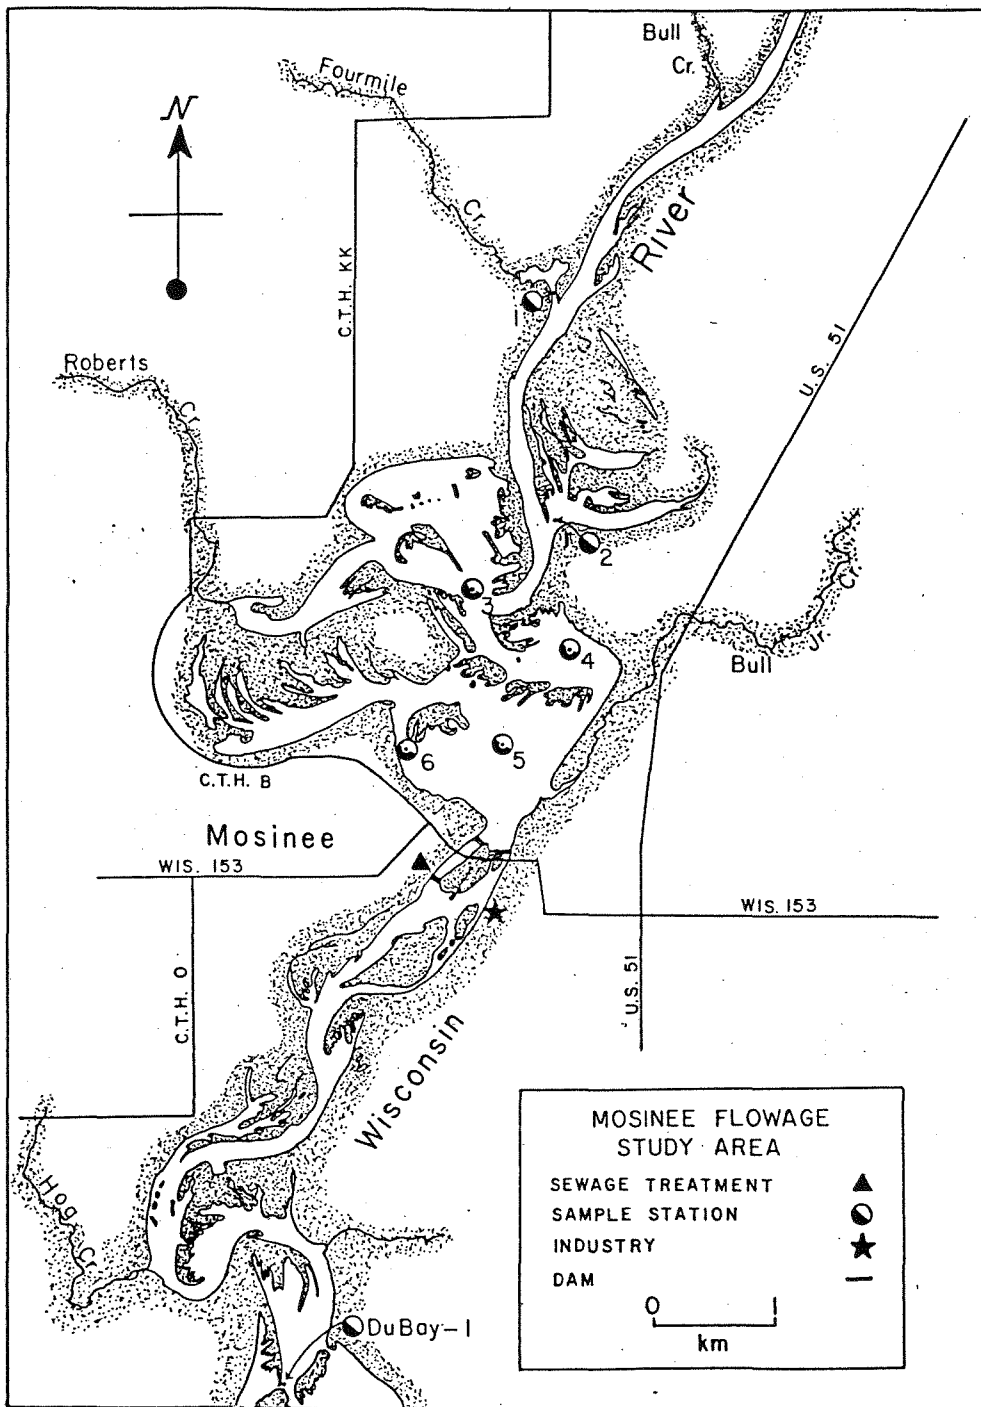 Bull
Cr.
Fourmile
Cr.
N
River
C.T.H. KK
1
U.S. 51
Roberts
Cr.
2
3
4
Bull Jr. Cr.
6
5
C.T.H. B
Mosinee
WIS. 153
WIS. 153
C.T.H. O
U.S. 51
Wisconsin
Hog Cr.
DuBay-1
MOSINEE FLOWAGE
STUDY AREA
SEWAGE TREATMENT
SAMPLE STATION
INDUSTRY
DAM
0 1
km